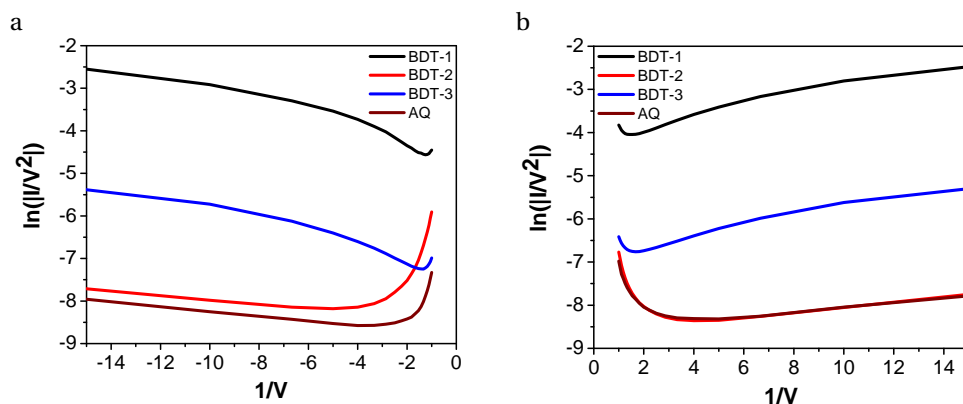 a
-2
-3
-4
-5
-6
-7
-8
-9
ln(|I/V²|)
BDT-1
BDT-2
BDT-3
AQ
-14 -12 -10 -8 -6 -4 -2 0
1/V
b
-2
-3
-4
-5
-6
-7
-8
-9
ln(|I/V²|)
BDT-1
BDT-2
BDT-3
AQ
0 2 4 6 8 10 12 14
1/V